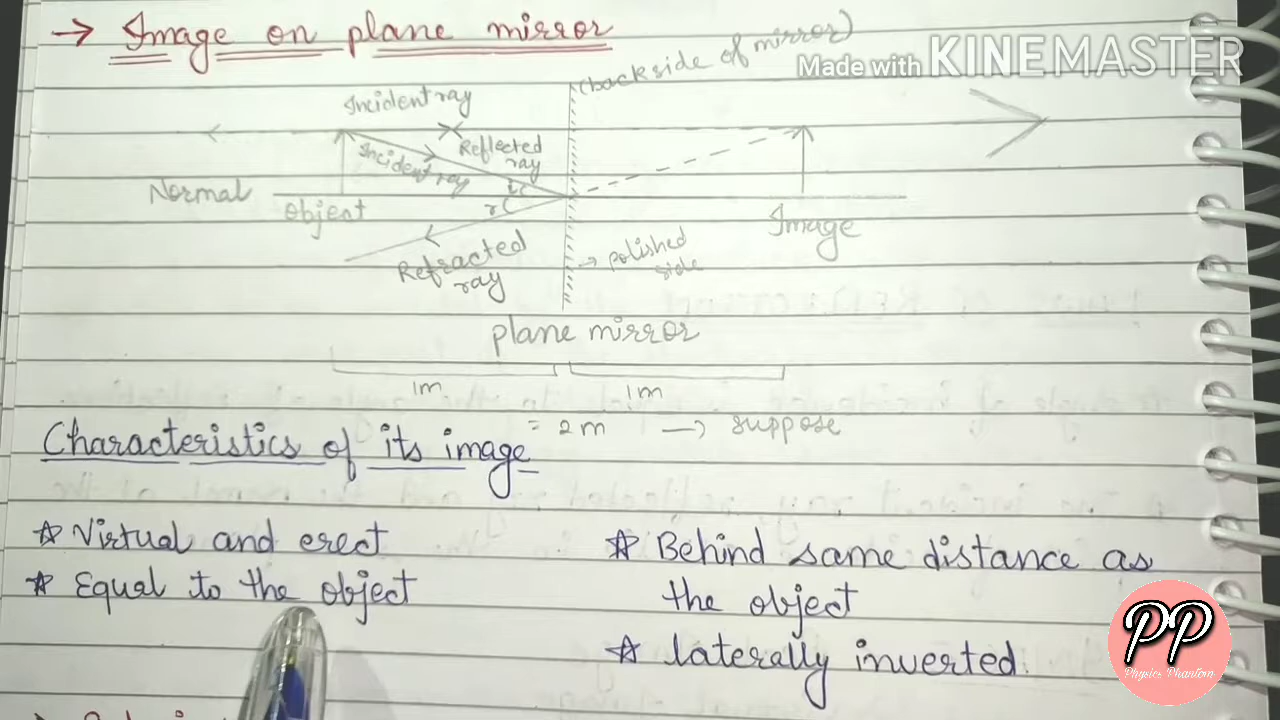 → Image on plane mirror
Made with KINEMASTER
(backside of mirror)
Incident ray
Reflected
ray
Incident ray
i
Normal
r
Object
Image
Refracted
ray
→ polished
side
plane mirror
1m
1m
= 2m → suppose
Characteristics of its image
☆ Virtual and erect
☆ Equal to the object
☆ Behind same distance as
the object
☆ laterally inverted.
PP
Physics Phantom